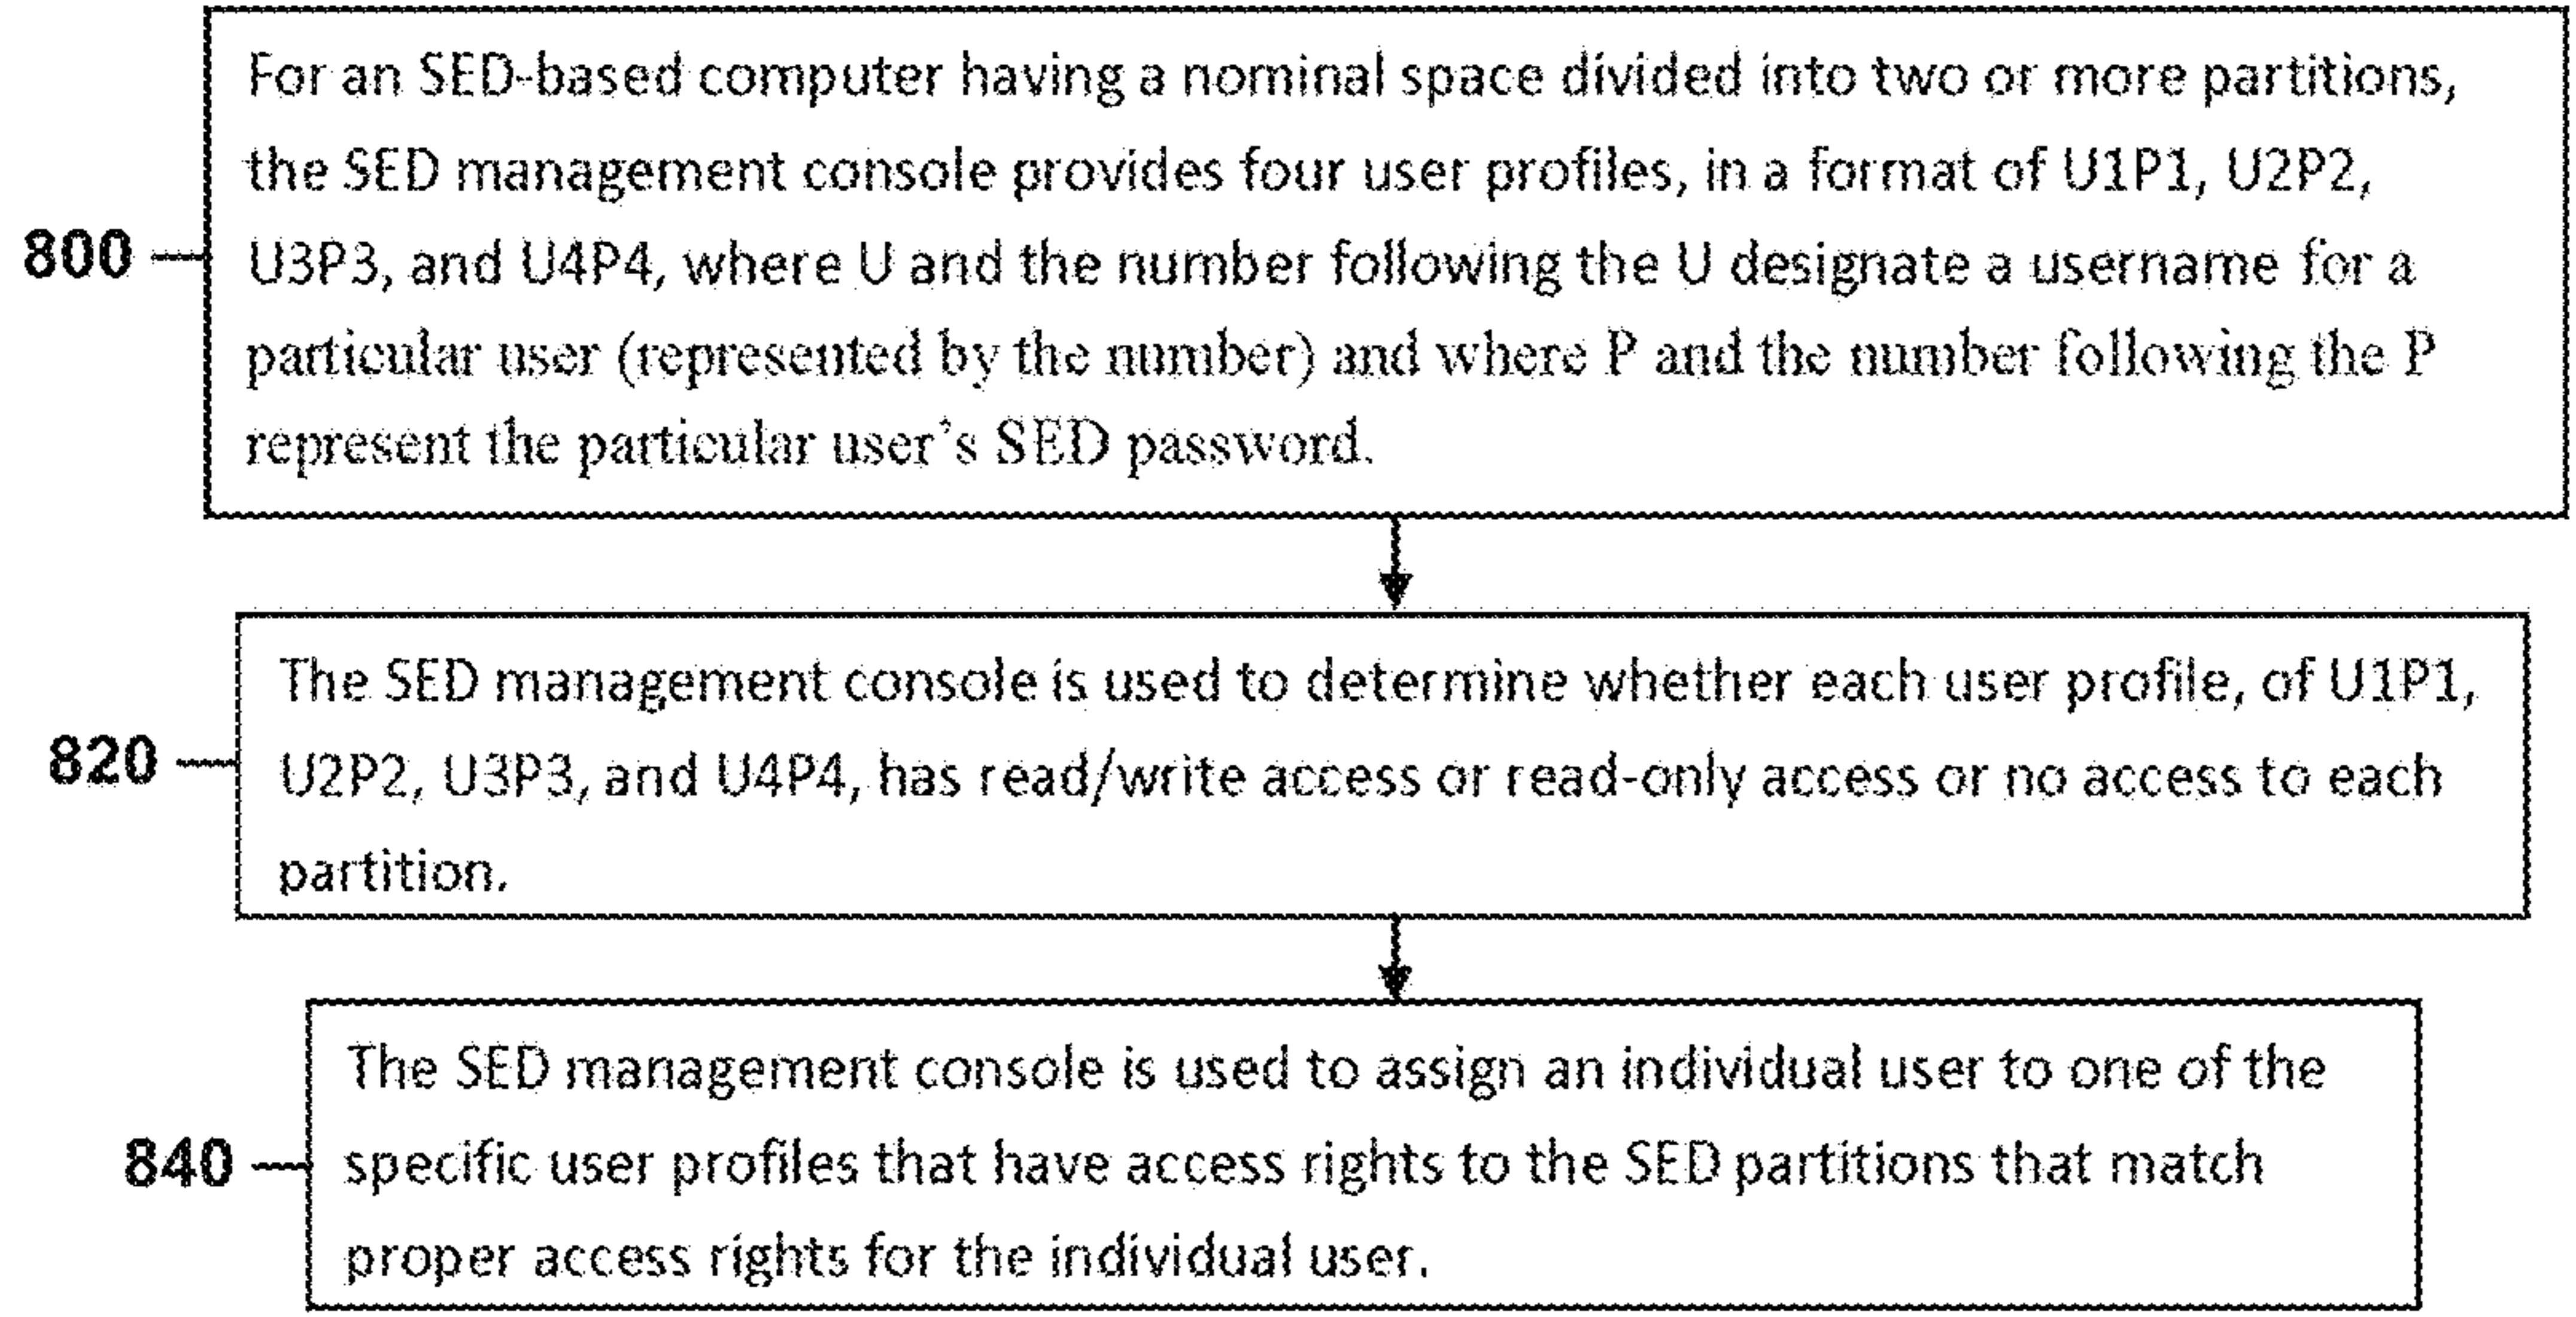 For an SED-based computer having a nominal space divided into two or more partitions,
the SED management console provides four user profiles, in a format of U1P1, U2P2,
800
U3P3, and U4P4, where U and the number following the U designate a username for a
particular user (represented by the number) and where P and the number following the P
represent the particular user's SED password.
The SED management console is used to determine whether each user profile, of U1P1,
820
U2P2, U3P3, and U4P4, has read/write access or read-only access or no access to each
partition.
The SED management console is used to assign an individual user to one of the
840
specific user profiles that have access rights to the SED partitions that match
proper access rights for the individual user.